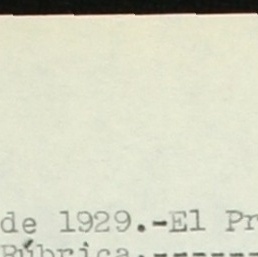 de 1929.-El Pr
Rúbrica.------